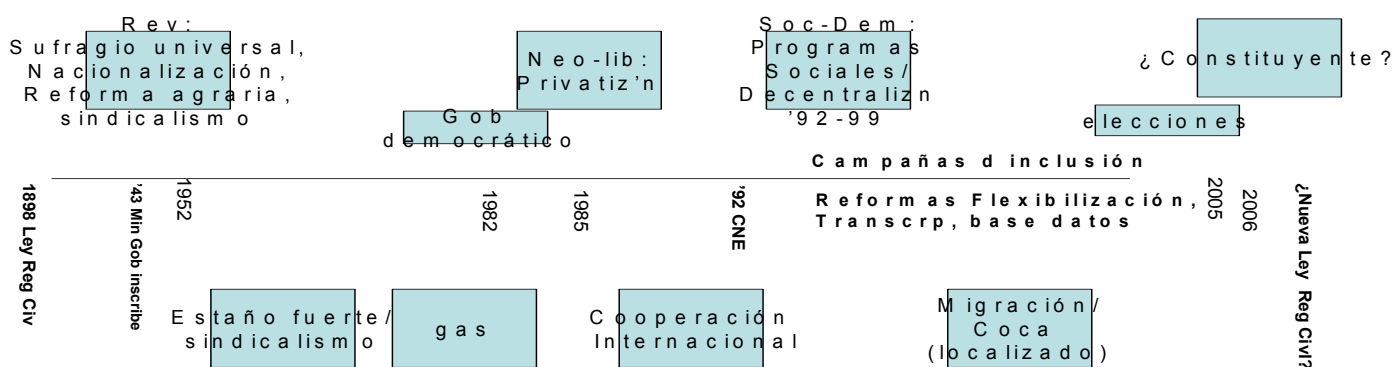 Rev:
Sufragio universal,
Nacionalización,
Reforma agraria,
sindicalismo
Gob
democrático
Neo-lib:
Privatiz'n
Soc-Dem:
Programas
Sociales/
Decentralizn
'92-99
¿Constituyente?
elecciones
Campañas d inclusión
1898 Ley Reg Civ
'43 Min Gob inscribe
1952
1982
1985
'92 CNE
Reformas Flexibilización,
Transcrp, base datos
2005
2006
¿Nueva Ley Reg Civl?
Estaño fuerte/
sindicalismo
gas
Cooperación
Internacional
Migración/
Coca
(localizado)